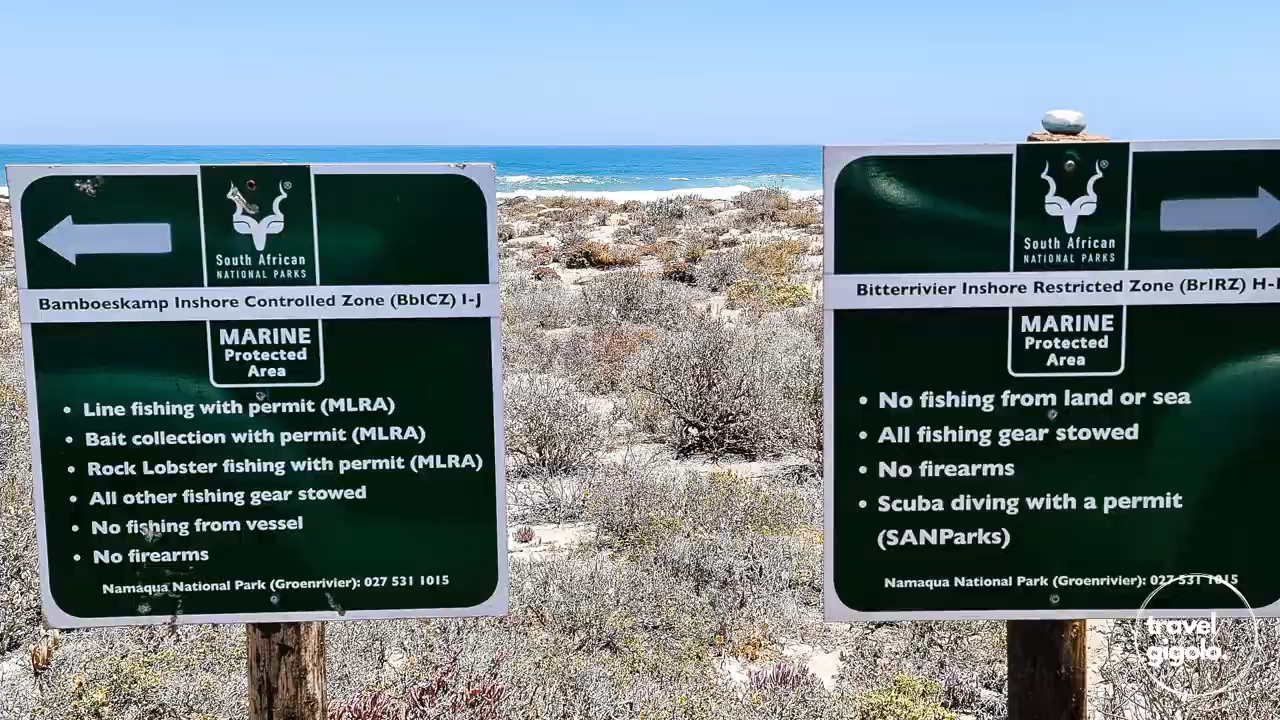 South African
NATIONAL PARKS
Bamboeskamp Inshore Controlled Zone (BbICZ) I-J
MARINE
Protected
Area
• Line fishing with permit (MLRA)
• Bait collection with permit (MLRA)
• Rock Lobster fishing with permit (MLRA)
• All other fishing gear stowed
• No fishing from vessel
• No firearms
Namaqua National Park (Groenrivier): 027 531 1015
South African
NATIONAL PARKS
Bitterrivier Inshore Restricted Zone (BrIRZ) H-I
MARINE
Protected
Area
• No fishing from land or sea
• All fishing gear stowed
• No firearms
• Scuba diving with a permit
(SANParks)
Namaqua National Park (Groenrivier): 027 531 1015
travel
gigolo.